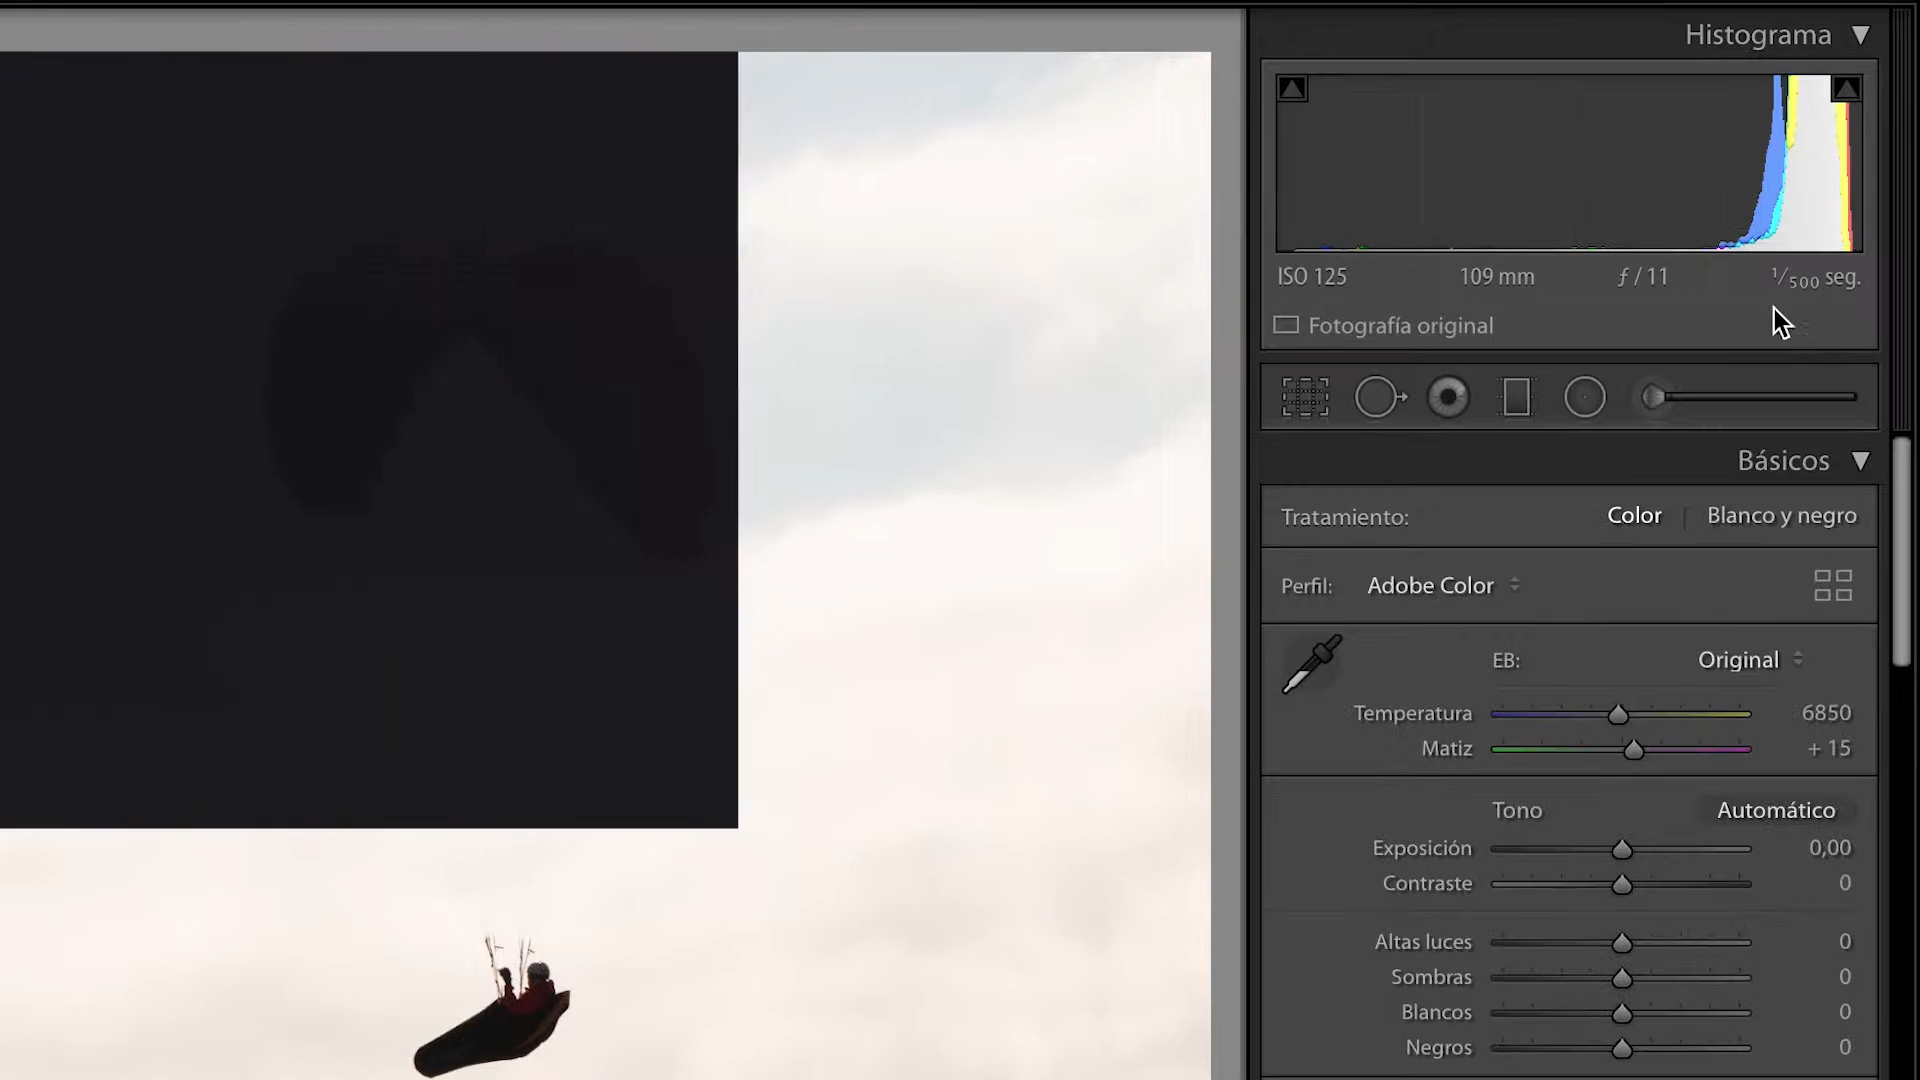 Histograma
ISO 125 109 mm ƒ / 11 1/500 seg.
Fotografía original
Básicos
Tratamiento: Color Blanco y negro
Perfil: Adobe Color
EB: Original
Temperatura 6850
Matiz + 15
Tono Automático
Exposición 0,00
Contraste 0
Altas luces 0
Sombras 0
Blancos 0
Negros 0